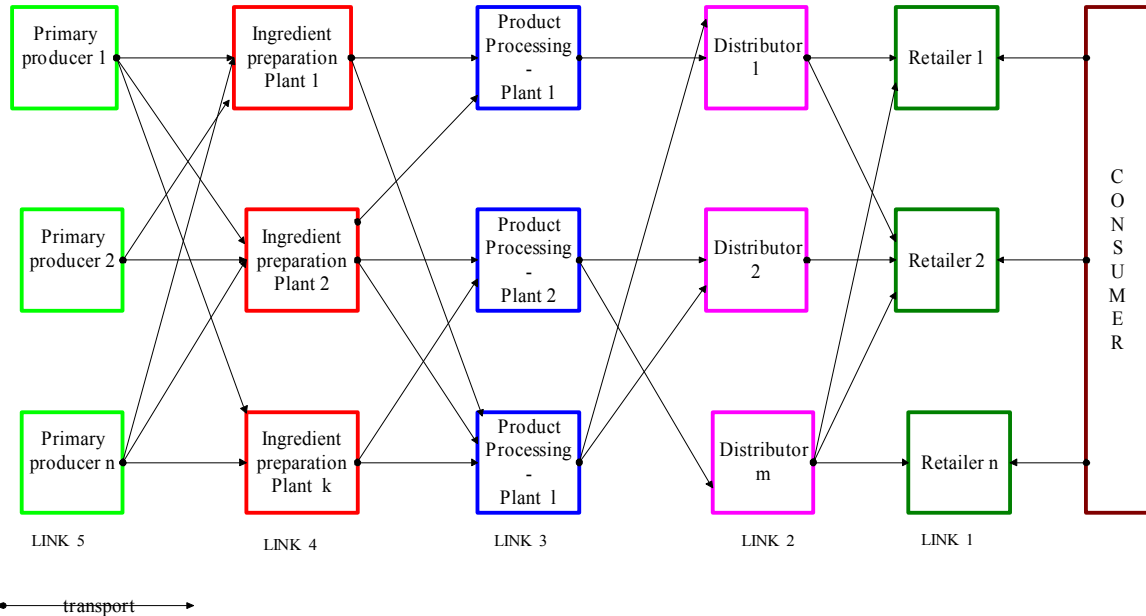 Primary
producer 1
Ingredient
preparation
Plant 1
Product
Processing
-
Plant 1
Distributor
1
Retailer 1
Primary
producer 2
Ingredient
preparation
Plant 2
Product
Processing
-
Plant 2
Distributor
2
Retailer 2
C
O
N
S
U
M
E
R
Primary
producer n
Ingredient
preparation
Plant k
Product
Processing
-
Plant l
Distributor
m
Retailer n
LINK 5
LINK 4
LINK 3
LINK 2
LINK 1
transport